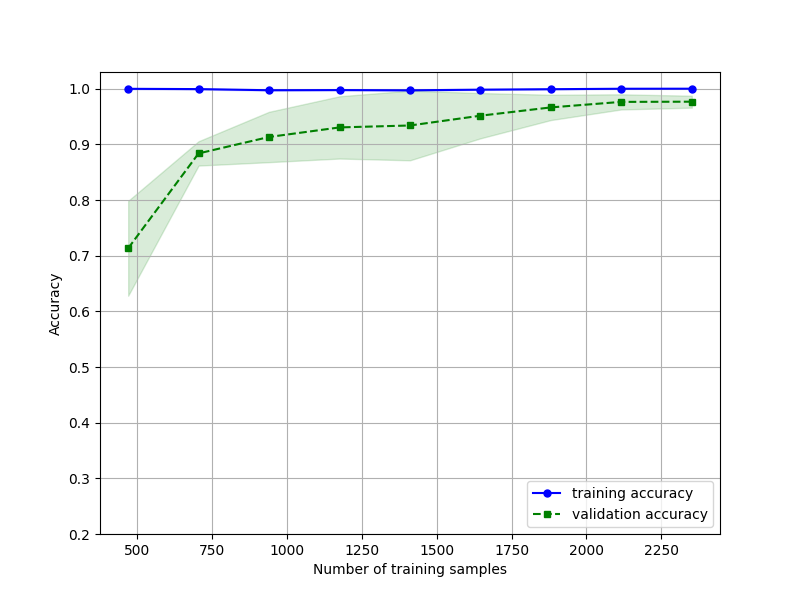 1.0
0.9
0.8
0.7
0.6
0.5
0.4
0.3
0.2
Accuracy
training accuracy
validation accuracy
500 750 1000 1250 1500 1750 2000 2250
Number of training samples